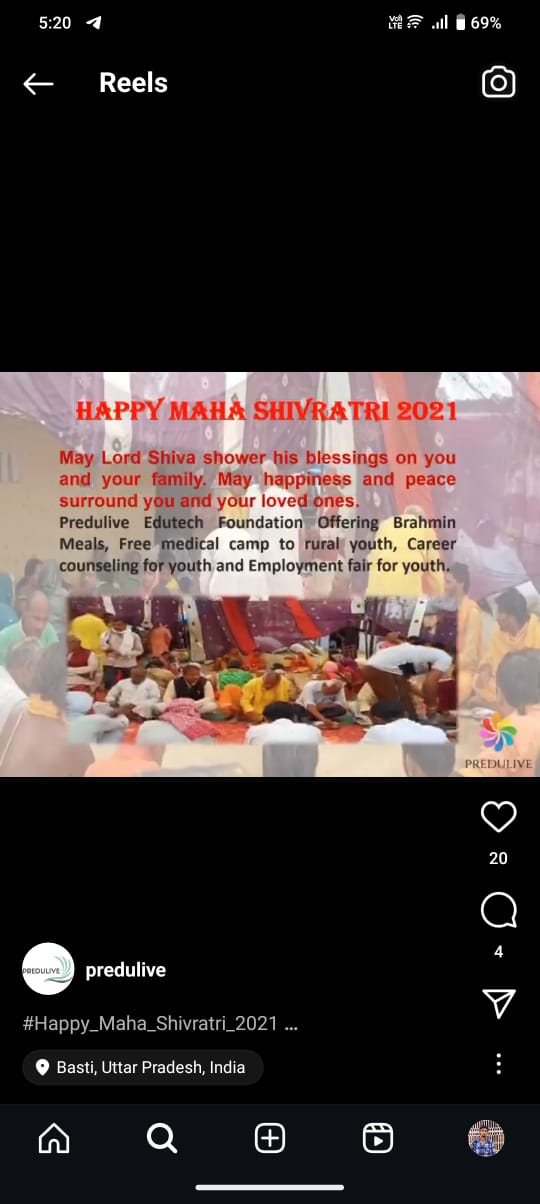 5:20
Vo) LTE 69%
Reels
HAPPY MAHA SHIVRATRI 2021
May Lord Shiva shower his blessings on you
and your family. May happiness and peace
surround you and your loved ones.
Predulive Edutech Foundation Offering Brahmin
Meals, Free medical camp to rural youth, Career
counseling for youth and Employment fair for youth.
PREDULIVE
20
4
PREDULIVE
predulive
#Happy_Maha_Shivratri_2021 ...
Basti, Uttar Pradesh, India